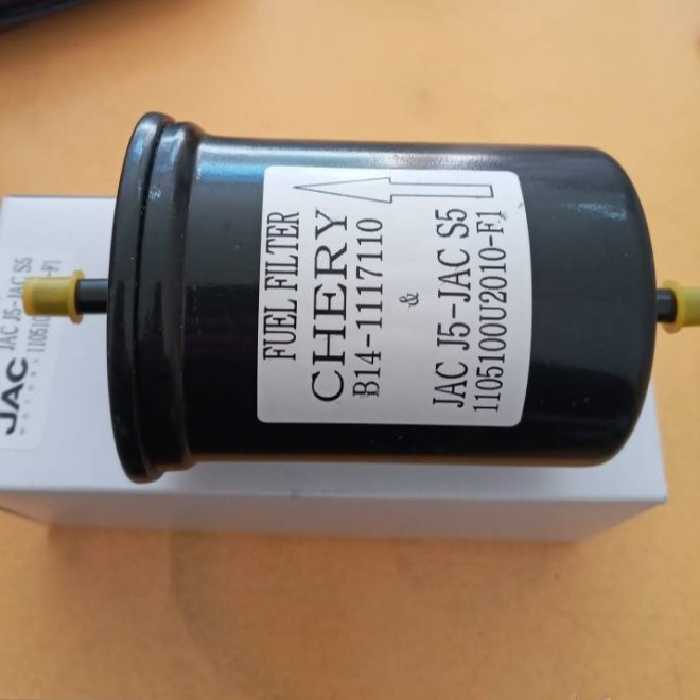 FUEL FILTER
CHERY
B14-1117110
&
JAC J5-JAC S5
1105100U2010-F1
JAC J5-JAC S5
JAC